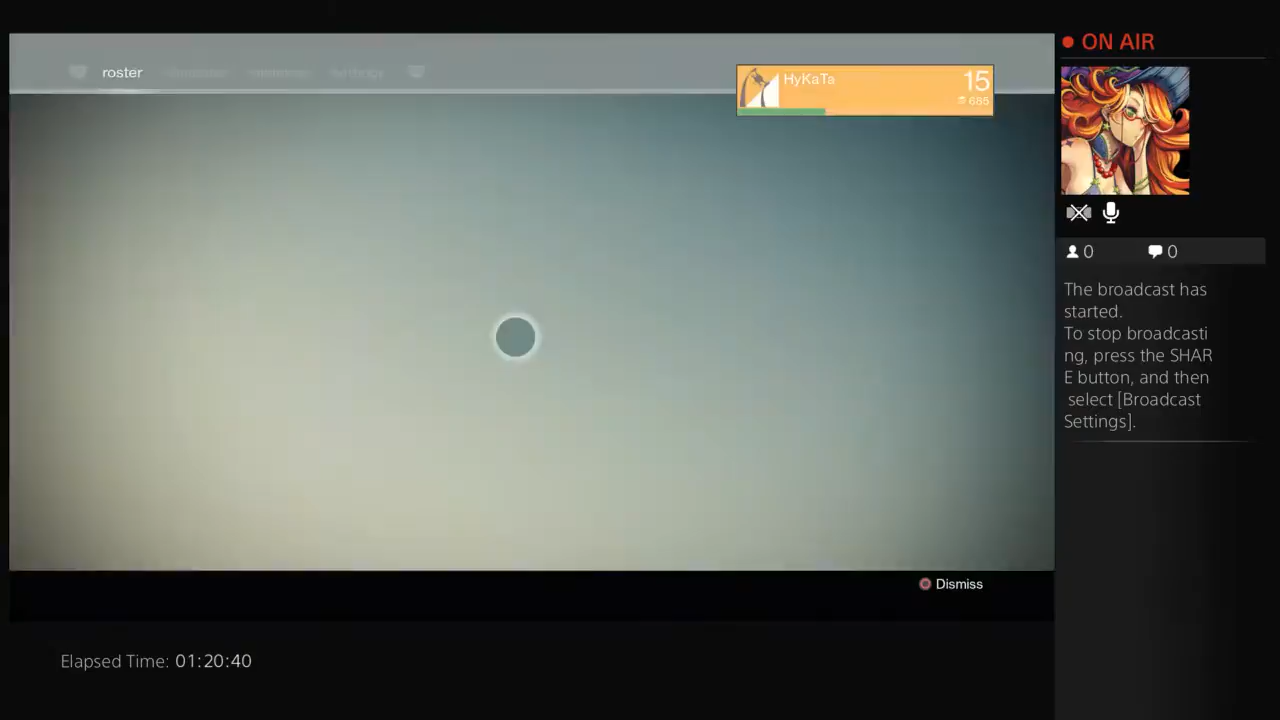 roster
HyKaTa
15
685
Dismiss
Elapsed Time: 01:20:40
ON AIR
0
0
The broadcast has
started.
To stop broadcasti
ng, press the SHAR
E button, and then
select [Broadcast
Settings].